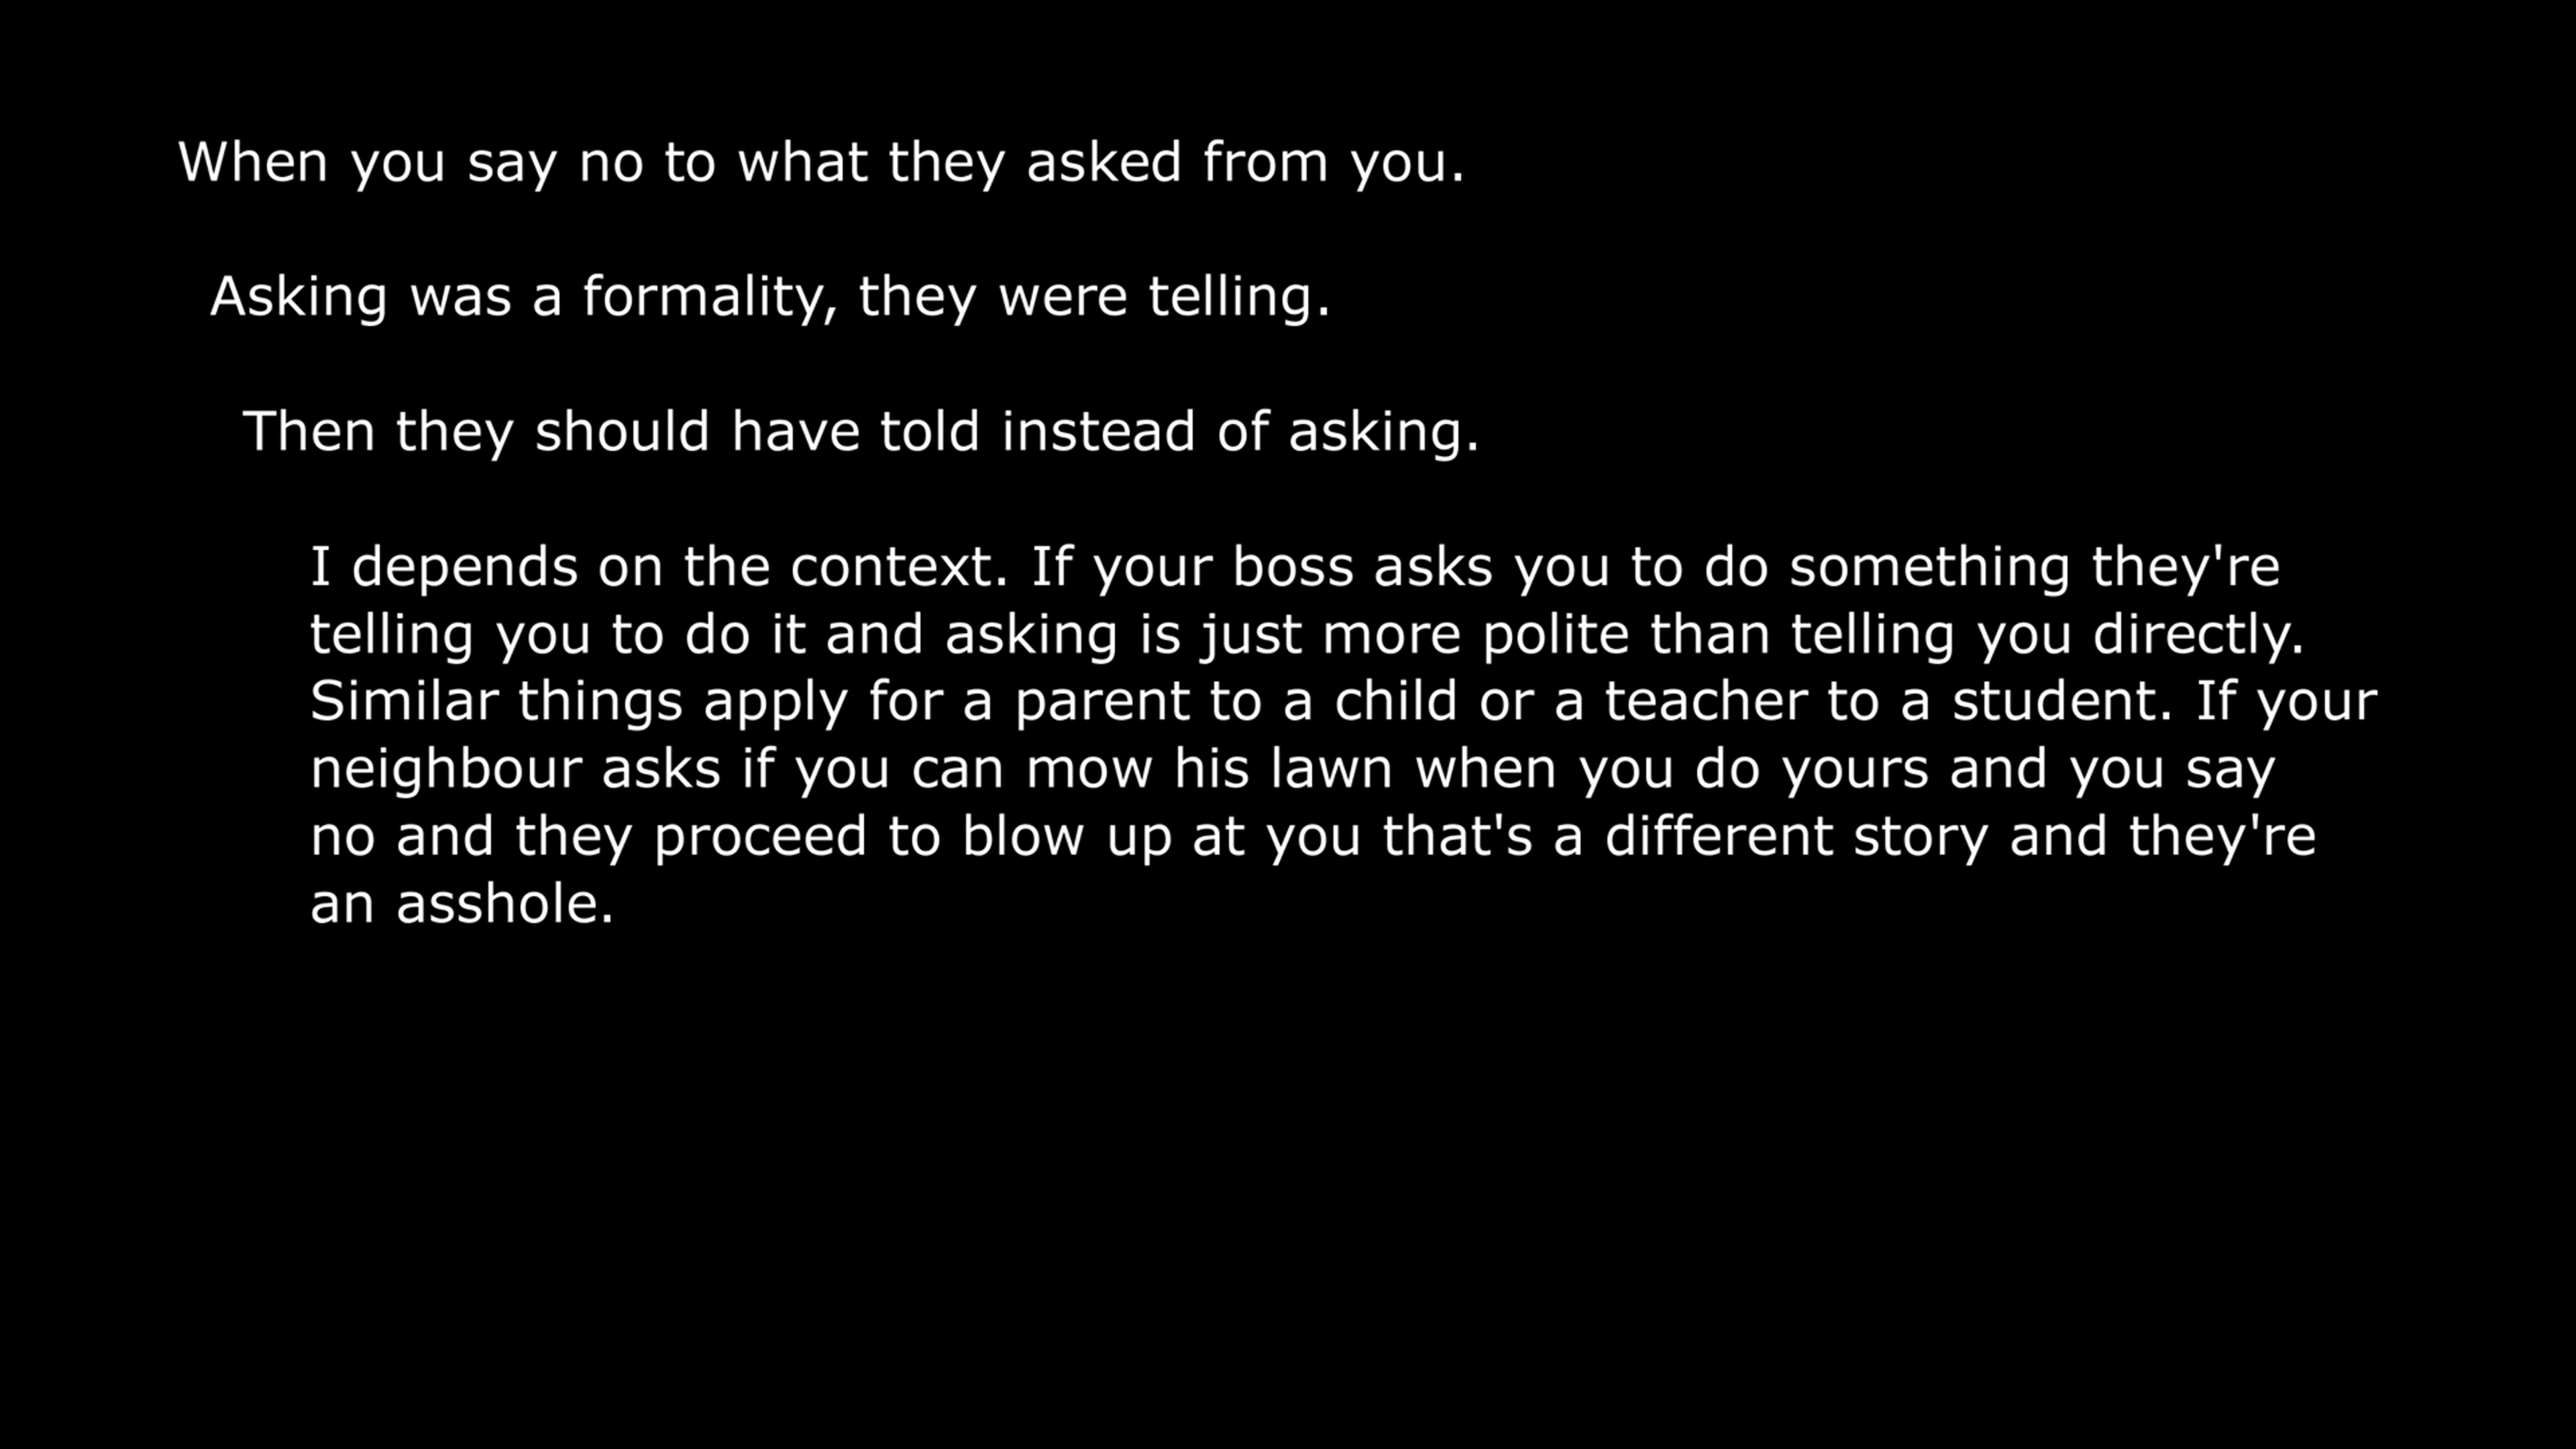 When you say no to what they asked from you.
Asking was a formality, they were telling.
Then they should have told instead of asking.
I depends on the context. If your boss asks you to do something they're
telling you to do it and asking is just more polite than telling you directly.
Similar things apply for a parent to a child or a teacher to a student. If your
neighbour asks if you can mow his lawn when you do yours and you say
no and they proceed to blow up at you that's a different story and they're
an asshole.